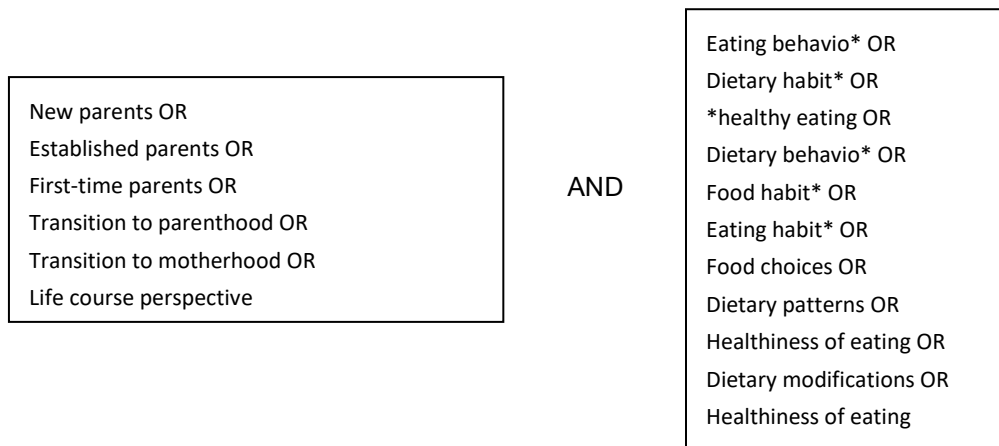 New parents OR
Established parents OR
First-time parents OR
Transition to parenthood OR
Transition to motherhood OR
Life course perspective
AND
Eating behavio* OR
Dietary habit* OR
*healthy eating OR
Dietary behavio* OR
Food habit* OR
Eating habit* OR
Food choices OR
Dietary patterns OR
Healthiness of eating OR
Dietary modifications OR
Healthiness of eating